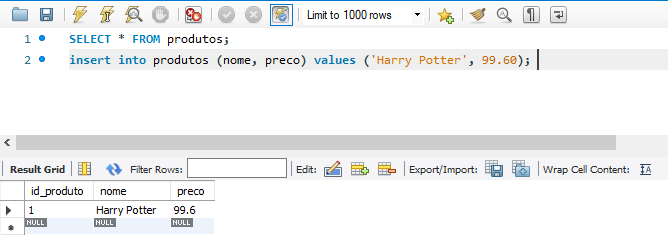 Limit to 1000 rows
1 SELECT * FROM produtos;
2 insert into produtos (nome, preco) values ('Harry Potter', 99.60);
Result Grid Filter Rows: Edit: Export/Import: Wrap Cell Content: IA
id_produto nome preco
1 Harry Potter 99.6
NULL NULL NULL